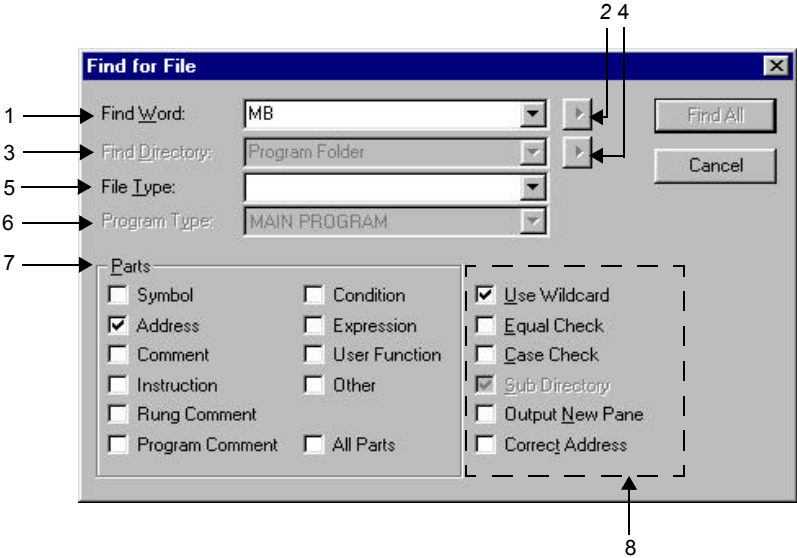 2 4
Find for File
1 Find Word: MB Find All
3 Find Directory: Program Folder Cancel
5 File Type:
6 Program Type: MAIN PROGRAM
7 Parts
Symbol Condition Use Wildcard
Address Expression Equal Check
Comment User Function Case Check
Instruction Other Sub Directory
Rung Comment Output New Pane
Program Comment All Parts Correct Address
8